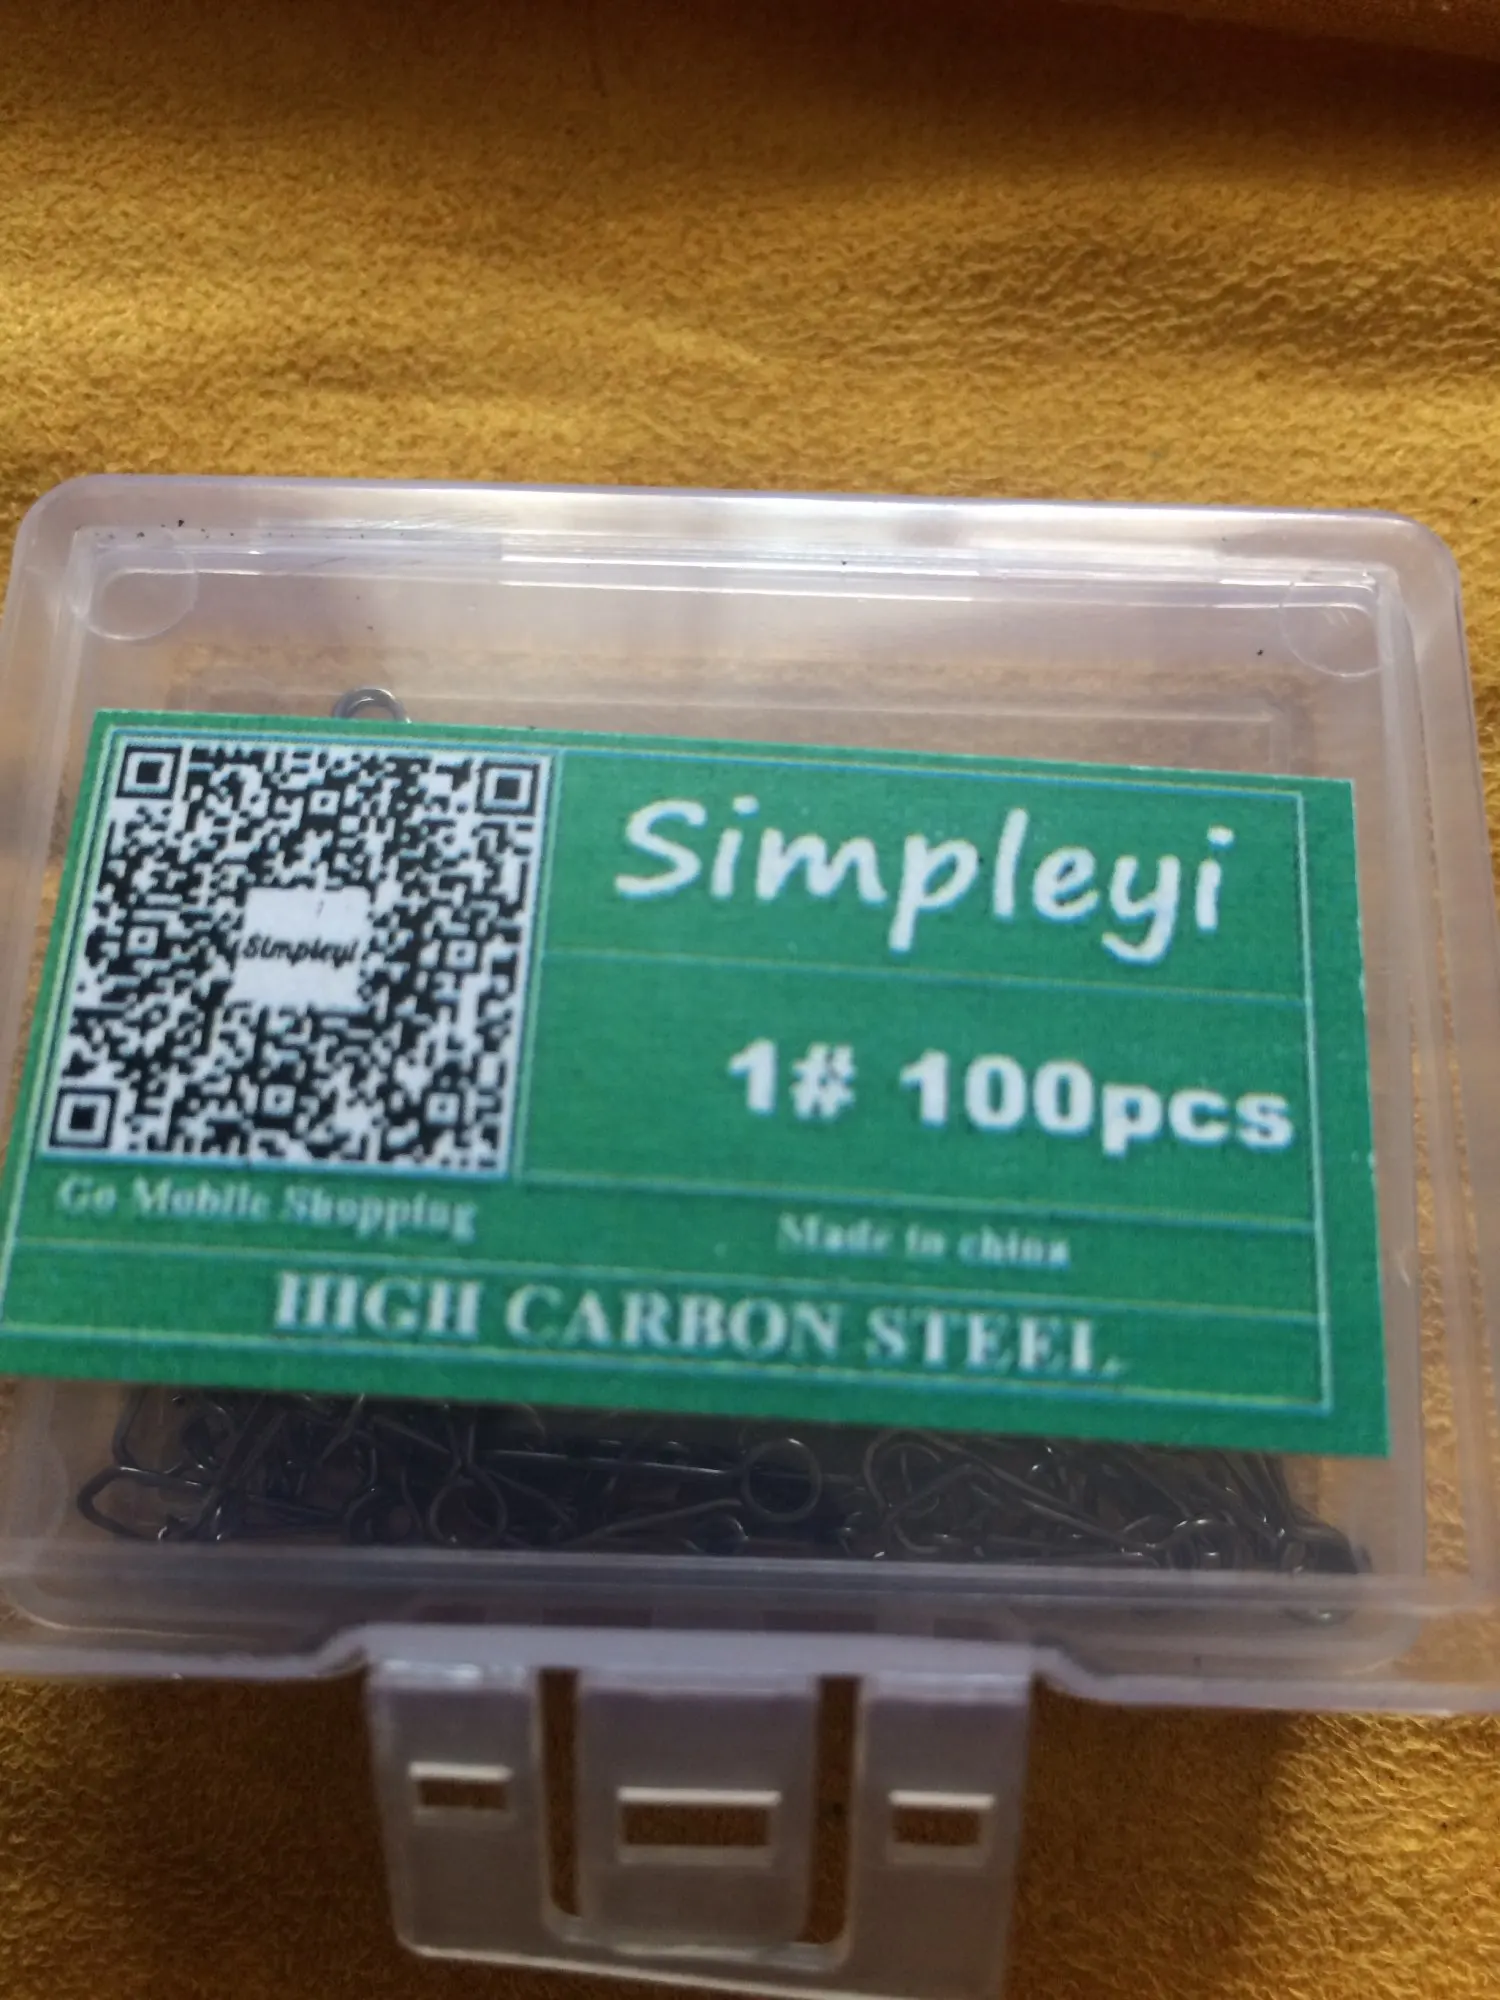 Simpleyi
Simpleyi
1# 100pcs
Go Mobile Shopping
Made in china
HIGH CARBON STEEL